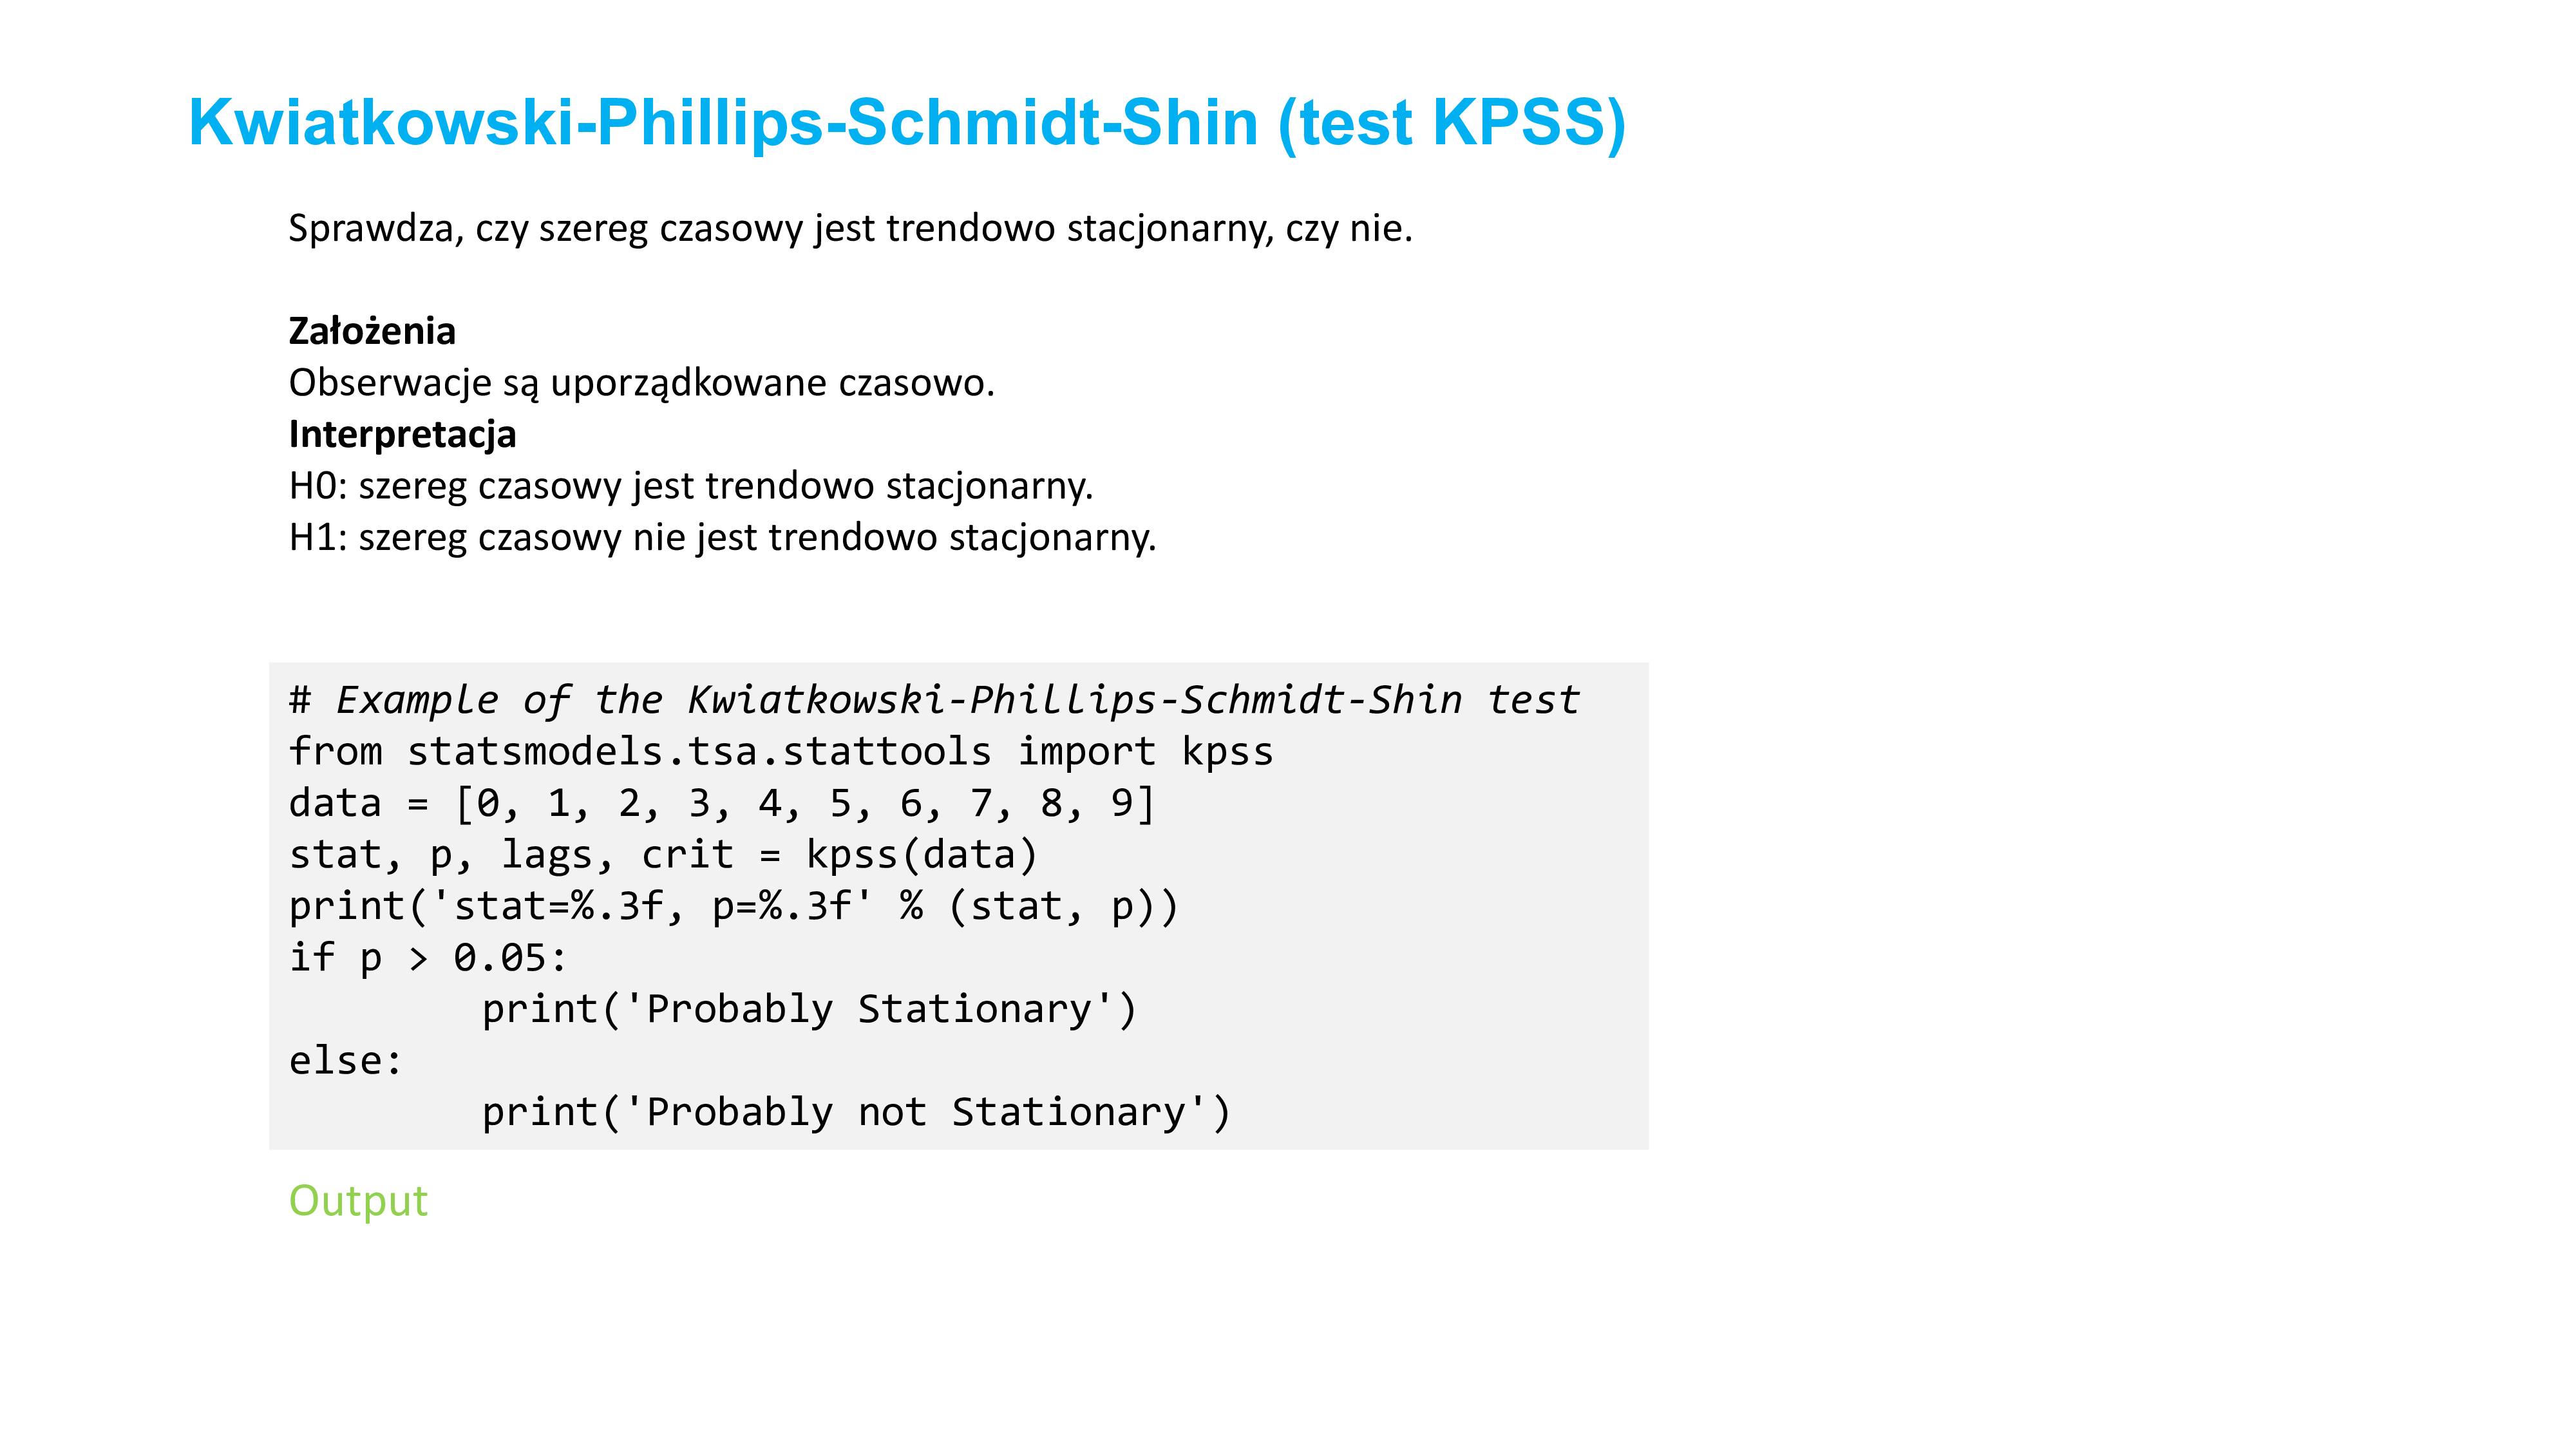 Kwiatkowski-Phillips-Schmidt-Shin (test KPSS)
Sprawdza, czy szereg czasowy jest trendowo stacjonarny, czy nie.
Założenia
Obserwacje są uporządkowane czasowo.
Interpretacja
H0: szereg czasowy jest trendowo stacjonarny.
H1: szereg czasowy nie jest trendowo stacjonarny.
# Example of the Kwiatkowski-Phillips-Schmidt-Shin test
from statsmodels.tsa.stattools import kpss
data = [0, 1, 2, 3, 4, 5, 6, 7, 8, 9]
stat, p, lags, crit = kpss(data)
print('stat=%.3f, p=%.3f' % (stat, p))
if p > 0.05:
        print('Probably Stationary')
else:
        print('Probably not Stationary')
Output